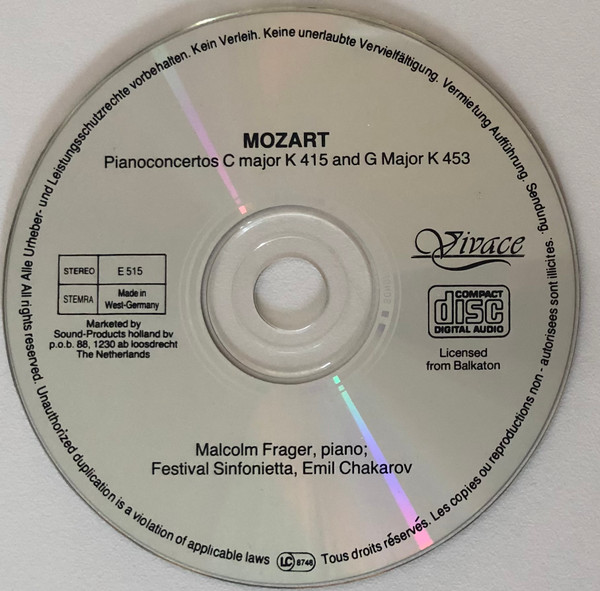 Alle Urheber- und Leistungsschutzrechte vorbehalten. Kein Verleih. Keine unerlaubte Vervielfältigung. Vermietung Aufführung. Sendung.
MOZART
Pianoconcertos C major K 415 and G Major K 453
Vivace
STEREO E 515
STEMRA Made in
West-Germany
COMPACT
disc
DIGITAL AUDIO
Marketed by
Sound-Products holland bv
p.o.b. 88, 1230 ab loosdrecht
The Netherlands
Licensed
from Balkaton
Malcolm Frager, piano;
Festival Sinfonietta, Emil Chakarov
All rights reserved. Unauthorized duplication is a violation of applicable laws
LC 8746
Tous droits réservés. Les copies ou reproductions non - autorisees sont illicites.